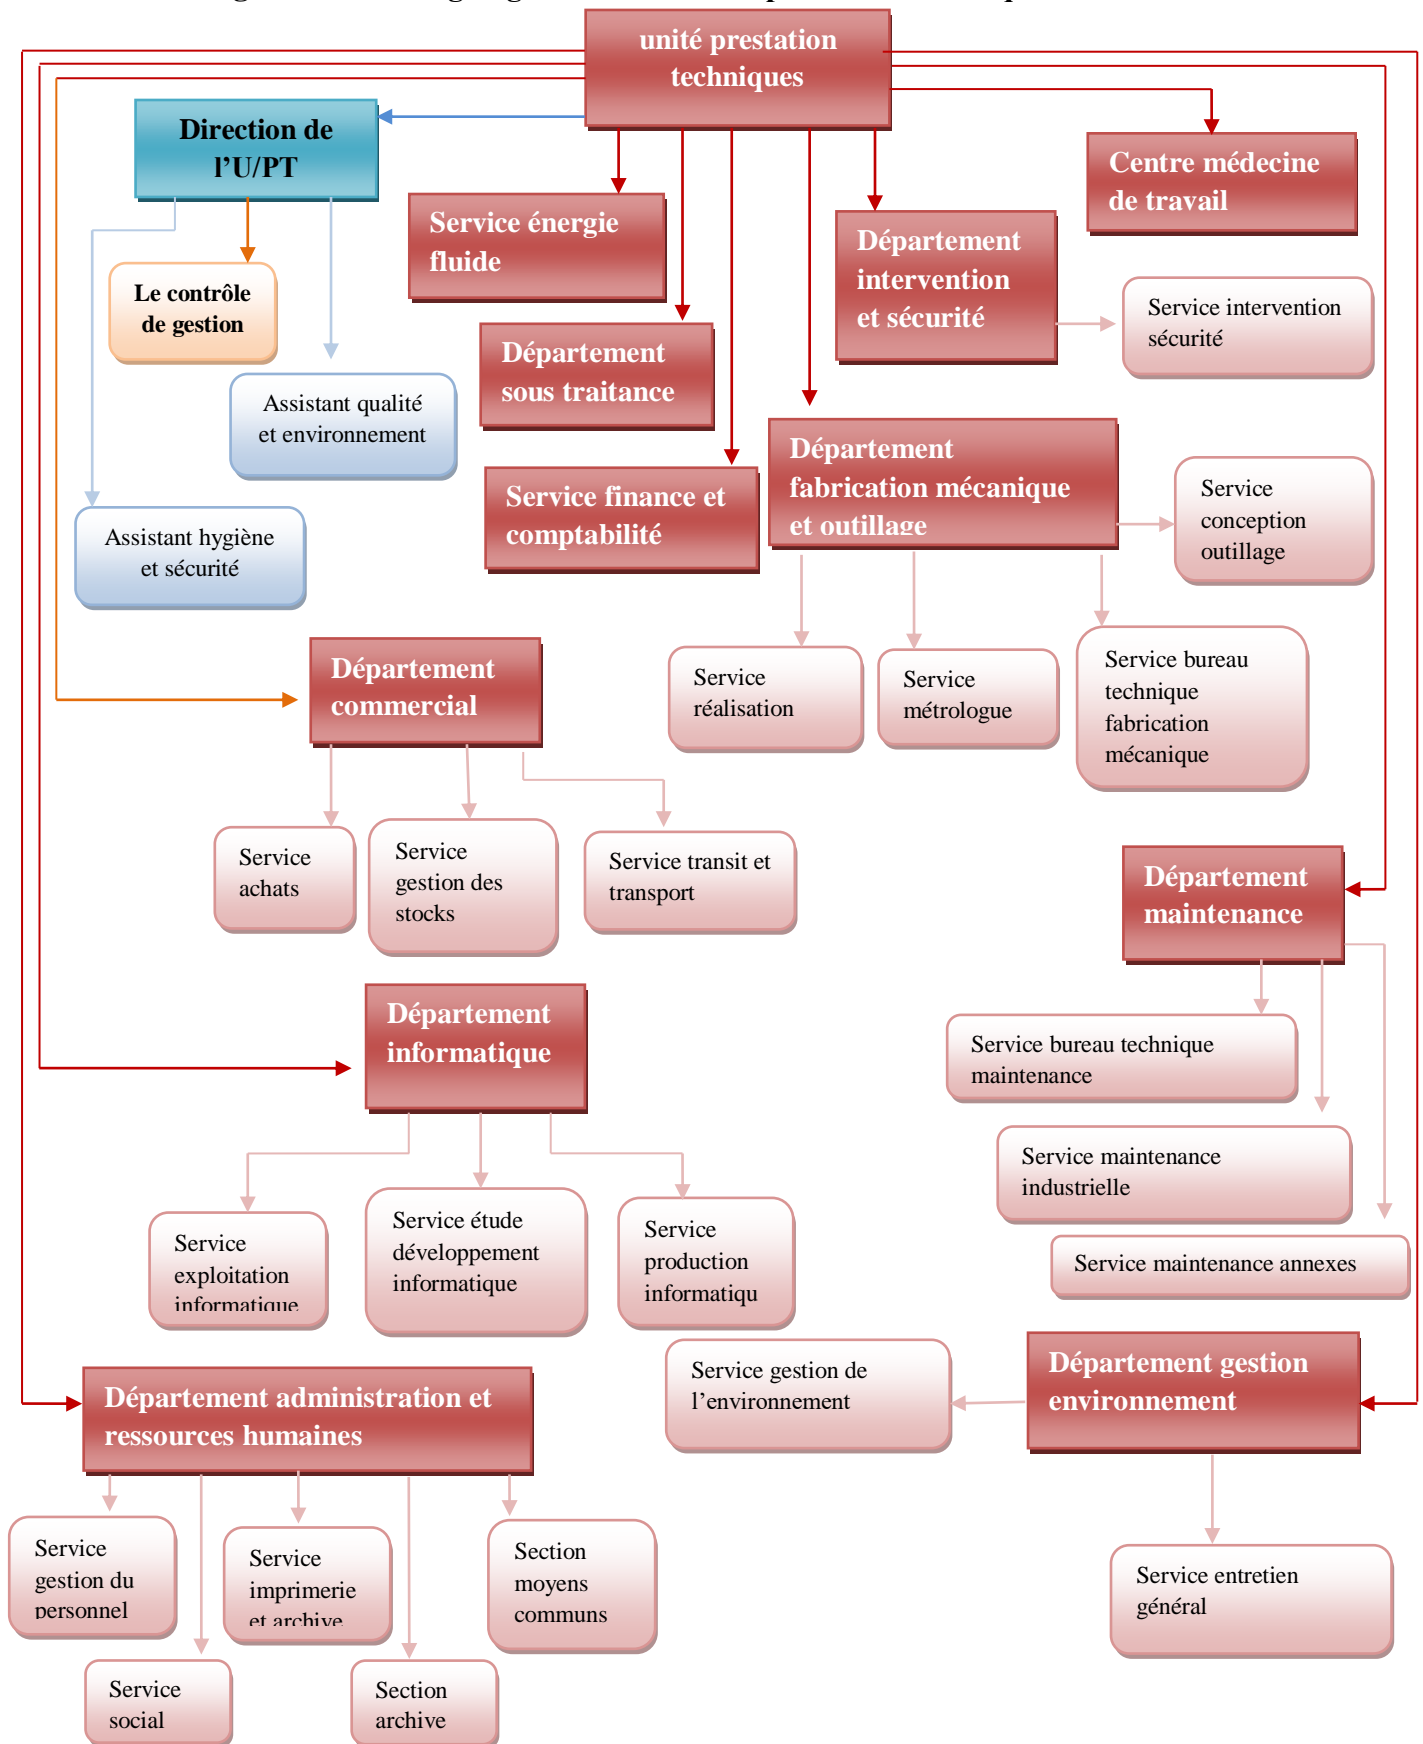 unité prestation
techniques
Direction de
l’U/PT
Centre médecine
de travail
Service énergie
fluide
Département
intervention
et sécurité
Le contrôle
de gestion
Service intervention
sécurité
Département
sous traitance
Assistant qualité
et environnement
Département
fabrication mécanique
et outillage
Service finance et
comptabilité
Service
conception
outillage
Assistant hygiène
et sécurité
Département
commercial
Service
réalisation
Service
métrologue
Service bureau
technique
fabrication
mécanique
Service
achats
Service
gestion des
stocks
Service transit et
transport
Département
maintenance
Département
informatique
Service bureau technique
maintenance
Service maintenance
industrielle
Service
exploitation
informatique
Service étude
développement
informatique
Service
production
informatiqu
Service maintenance annexes
Service gestion de
l’environnement
Département gestion
environnement
Département administration et
ressources humaines
Service
gestion du
personnel
Service
imprimerie
et archive
Section
moyens
communs
Service entretien
général
Service
social
Section
archive